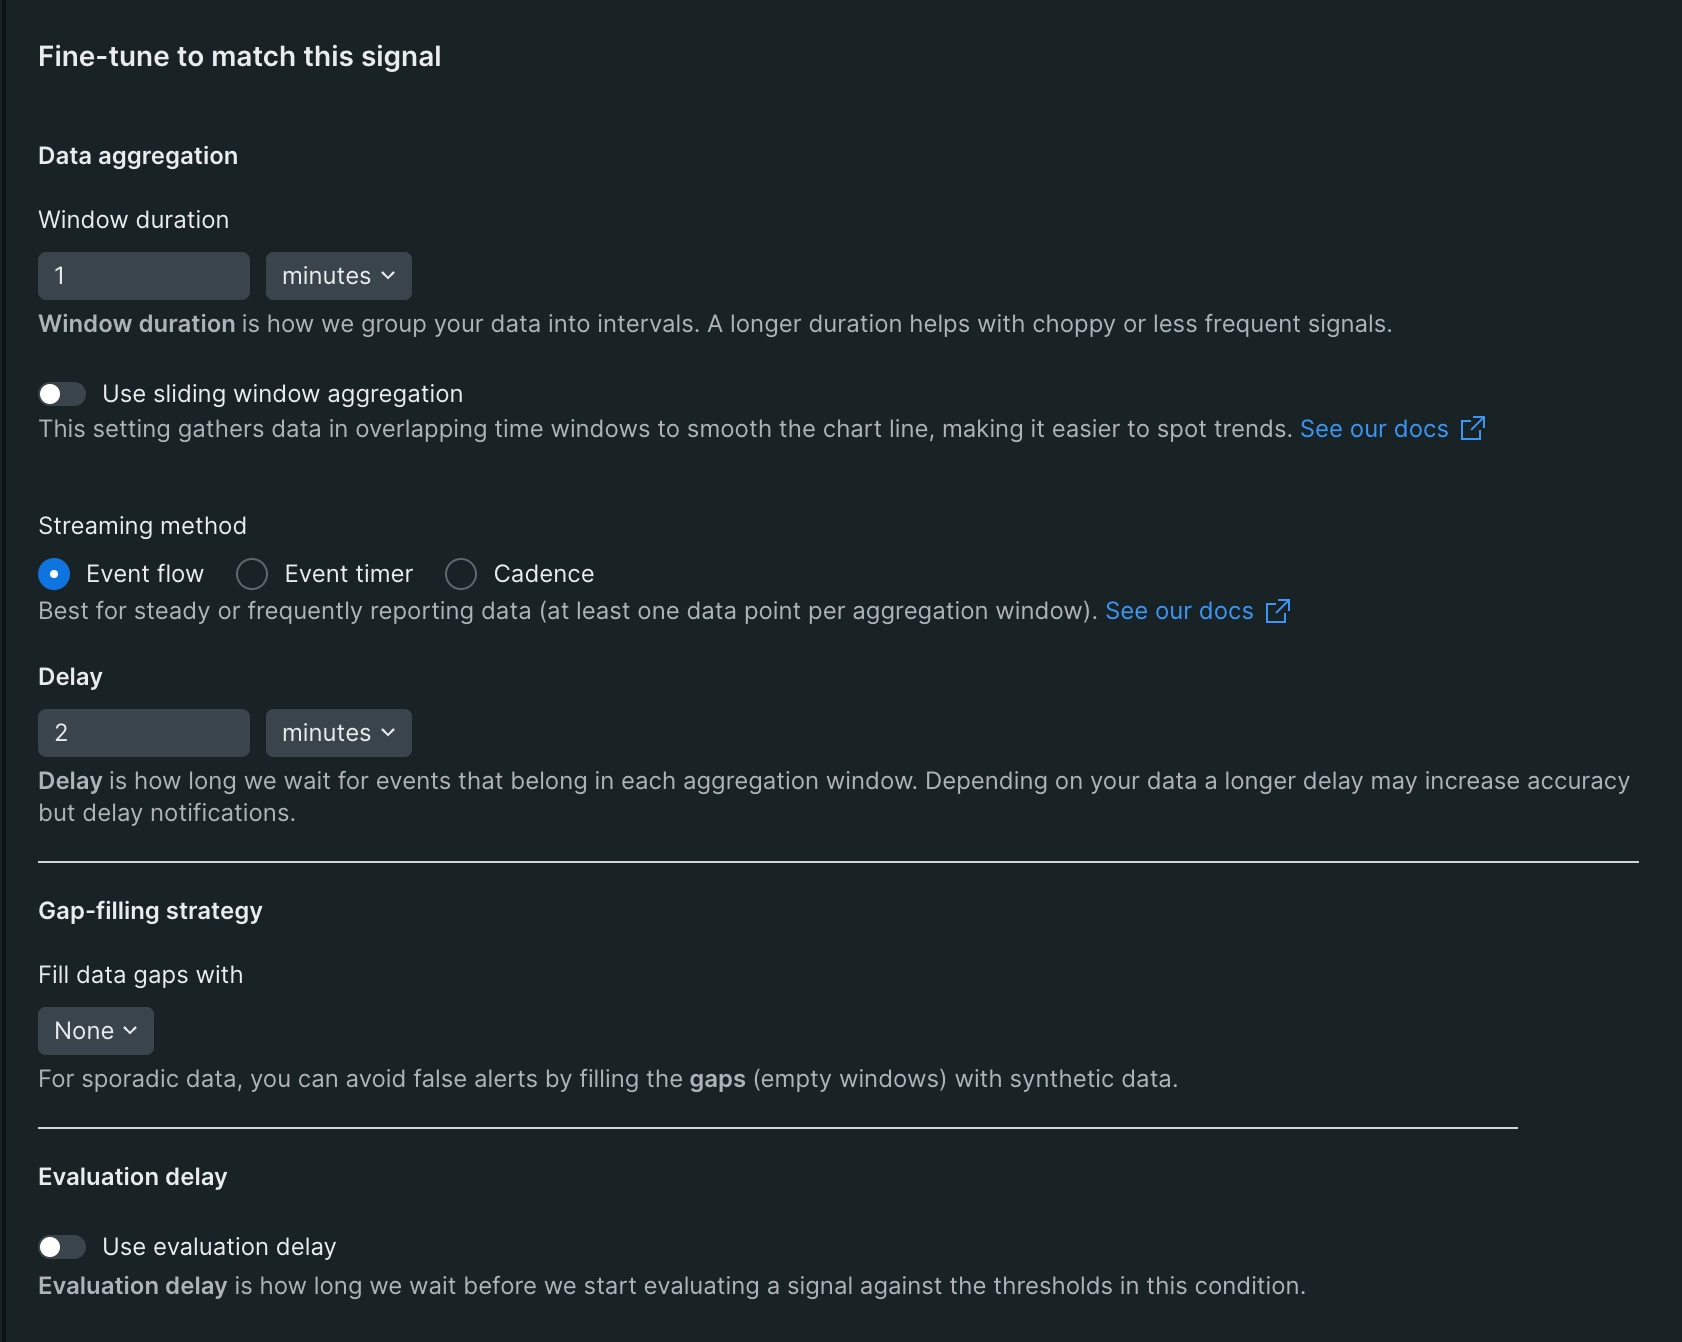 Fine-tune to match this signal
Data aggregation
Window duration
1
minutes
Window duration is how we group your data into intervals. A longer duration helps with choppy or less frequent signals.
Use sliding window aggregation
This setting gathers data in overlapping time windows to smooth the chart line, making it easier to spot trends. See our docs
Streaming method
Event flow Event timer Cadence
Best for steady or frequently reporting data (at least one data point per aggregation window). See our docs
Delay
2
minutes
Delay is how long we wait for events that belong in each aggregation window. Depending on your data a longer delay may increase accuracy
but delay notifications.
Gap-filling strategy
Fill data gaps with
None
For sporadic data, you can avoid false alerts by filling the gaps (empty windows) with synthetic data.
Evaluation delay
Use evaluation delay
Evaluation delay is how long we wait before we start evaluating a signal against the thresholds in this condition.